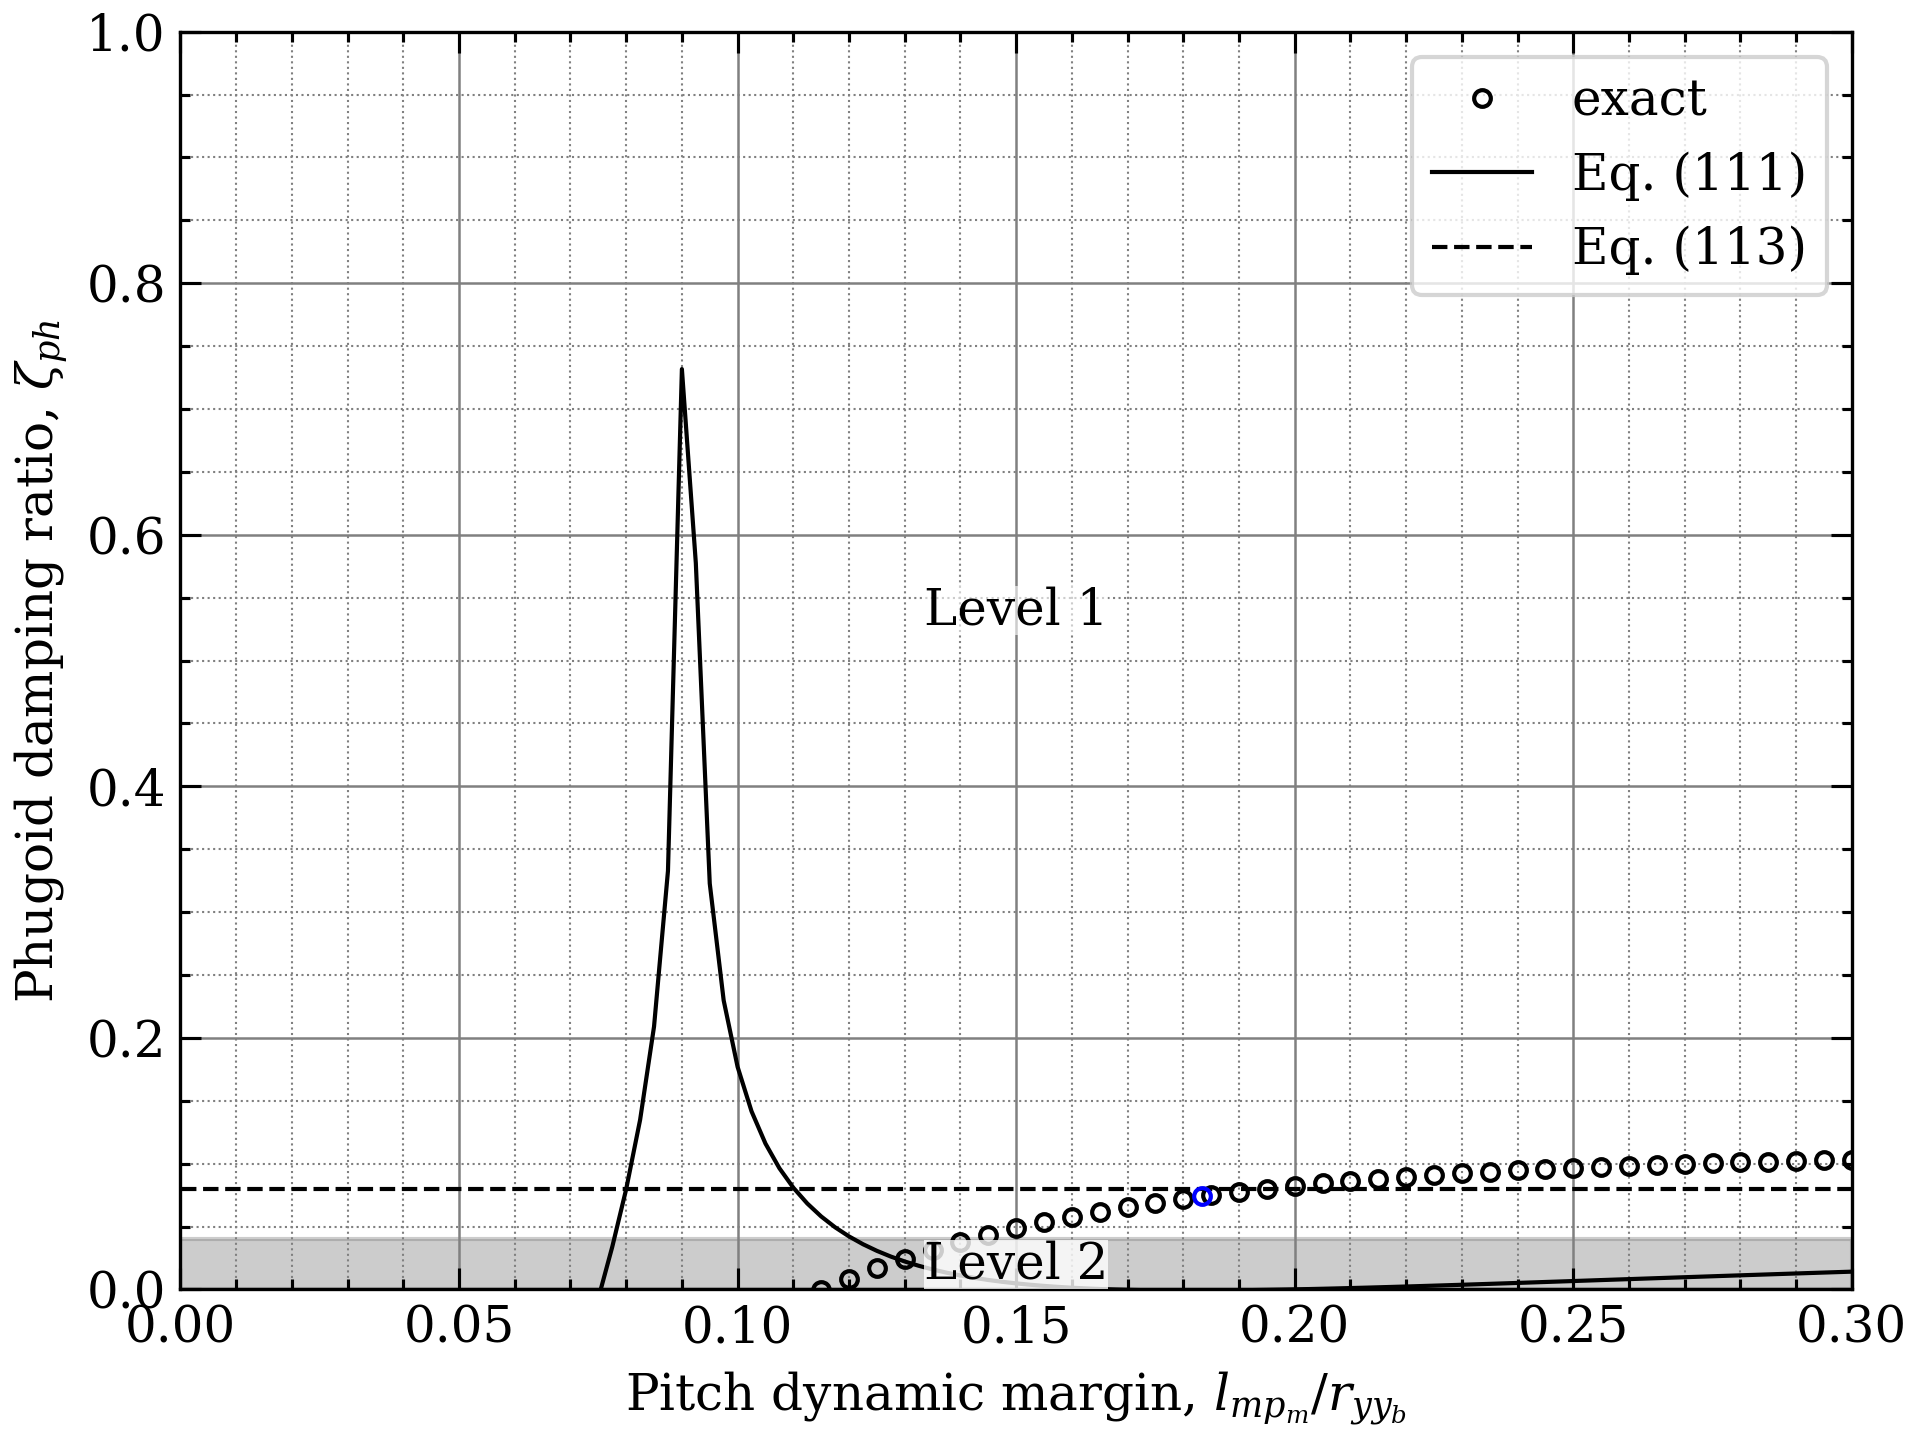 1.0
0.8
0.6
0.4
0.2
0.0
Phugoid damping ratio, ζph
exact
Eq. (111)
Eq. (113)
Level 1
Level 2
0.00 0.05 0.10 0.15 0.20 0.25 0.30
Pitch dynamic margin, lmpm/ryyb